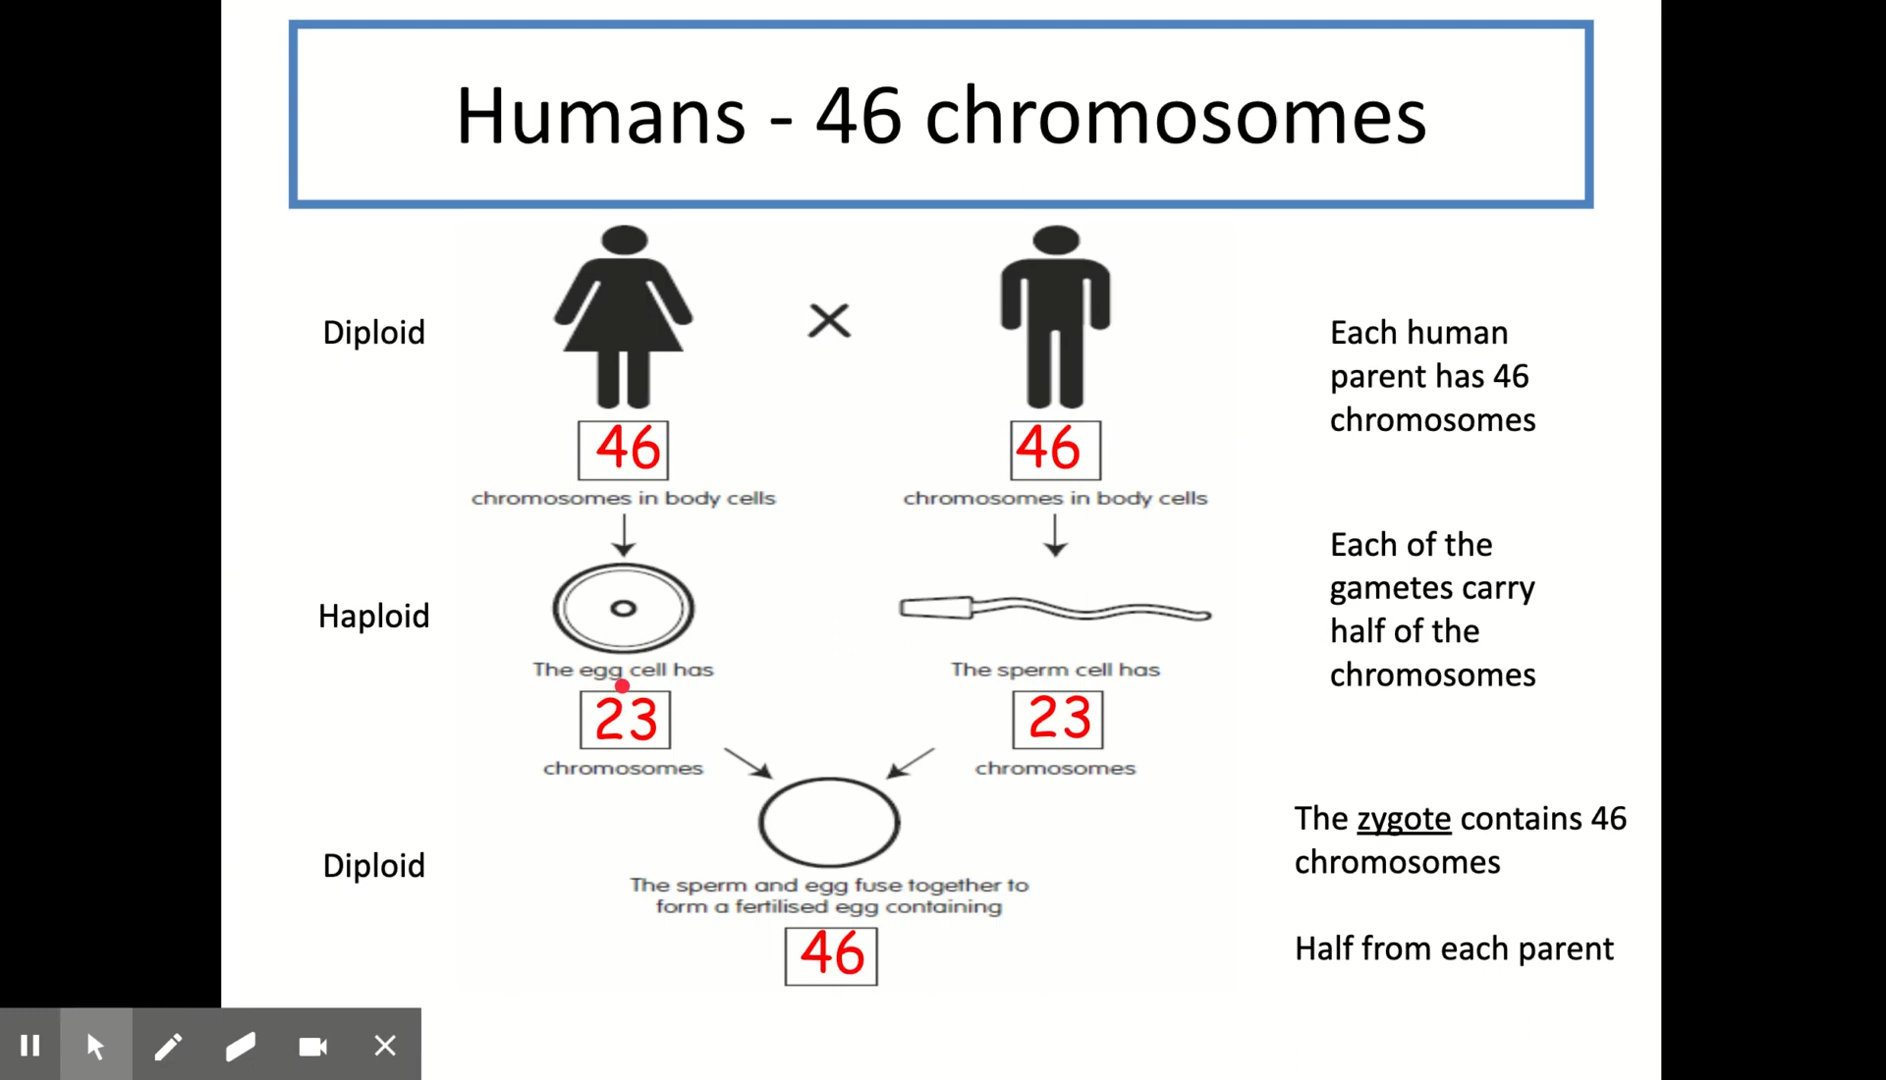 Humans - 46 chromosomes
Diploid
46
46
chromosomes in body cells
chromosomes in body cells
Each human
parent has 46
chromosomes
Haploid
The egg cell has
The sperm cell has
23
23
chromosomes
chromosomes
Each of the
gametes carry
half of the
chromosomes
Diploid
The sperm and egg fuse together to
form a fertilised egg containing
46
The zygote contains 46
chromosomes
Half from each parent